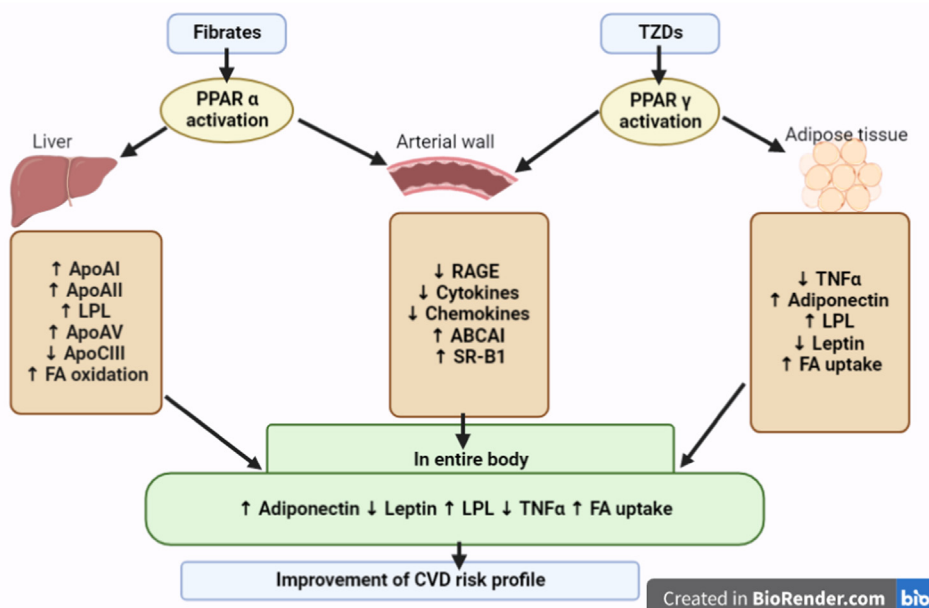 Fibrates
TZDs
PPAR α
activation
PPAR γ
activation
Liver
Arterial wall
Adipose tissue
↑ ApoAI
↑ ApoAII
↑ LPL
↑ ApoAV
↓ ApoCIII
↑ FA oxidation
↓ RAGE
↓ Cytokines
↓ Chemokines
↑ ABCAI
↑ SR-B1
↓ TNFα
↑ Adiponectin
↑ LPL
↓ Leptin
↑ FA uptake
In entire body
↑ Adiponectin ↓ Leptin ↑ LPL ↓ TNFα ↑ FA uptake
Improvement of CVD risk profile
Created in BioRender.com bio